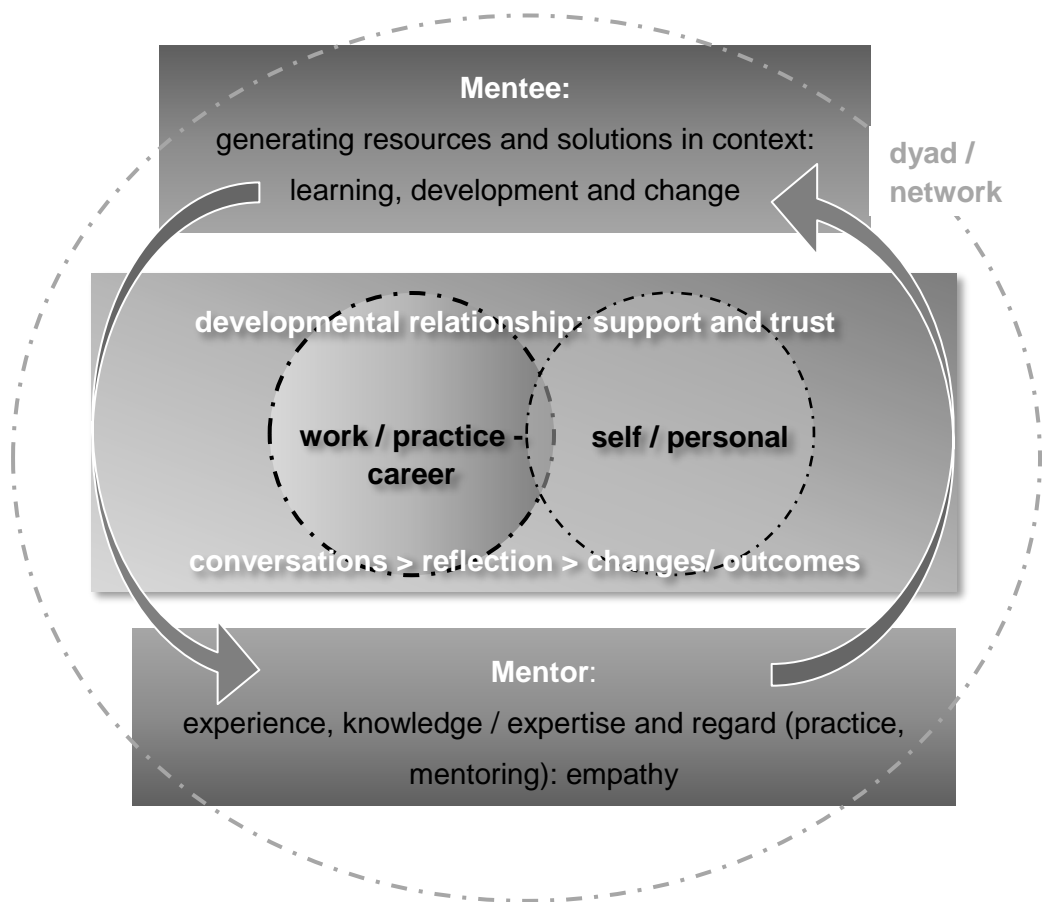 Mentee:
generating resources and solutions in context:
learning, development and change
dyad /
network
developmental relationship: support and trust
work / practice -
career
self / personal
conversations > reflection > changes/ outcomes
Mentor:
experience, knowledge / expertise and regard (practice,
mentoring): empathy